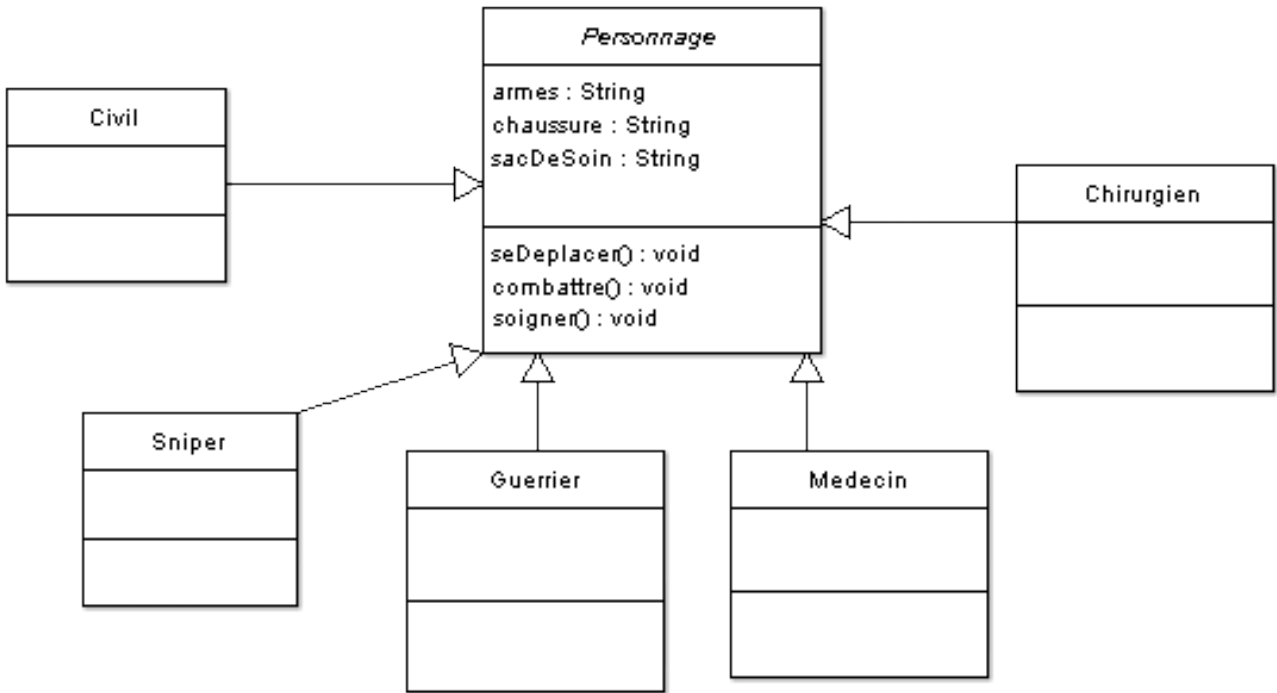 Personnage
armes : String
chaussure : String
sacDeSoin : String
seDeplacer() : void
combattre() : void
soigner() : void
Civil
Chirurgien
Sniper
Guerrier
Medecin